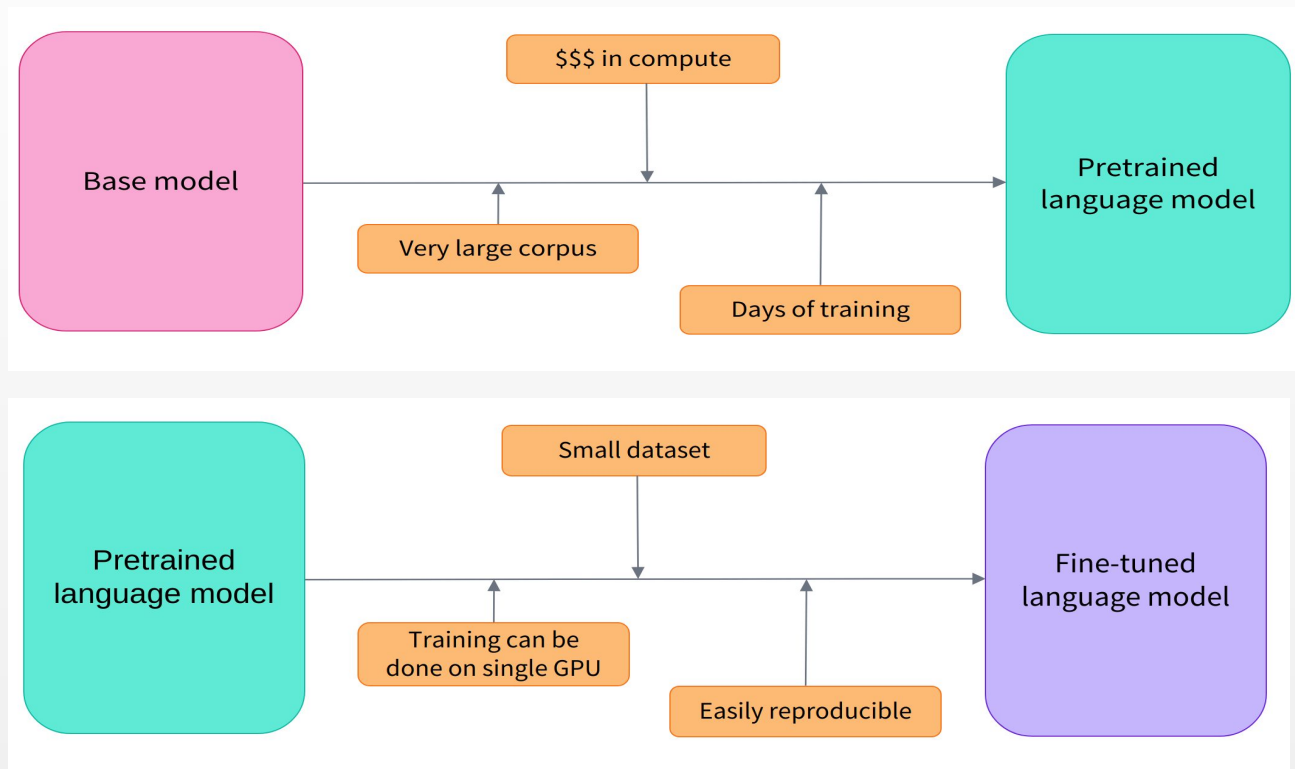 $$$ in compute
Base model
Pretrained
language model
Very large corpus
Days of training
Small dataset
Pretrained
language model
Fine-tuned
language model
Training can be
done on single GPU
Easily reproducible